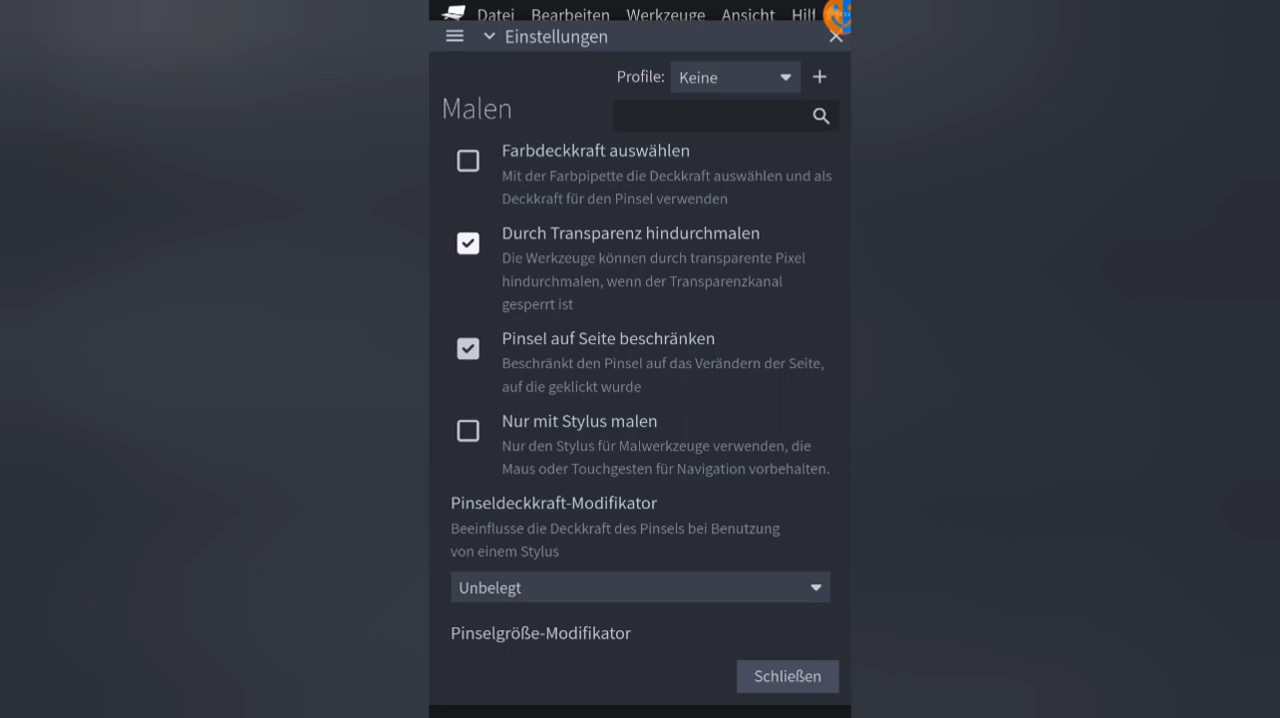 Datei Bearbeiten Werkzeuge Ansicht
Einstellungen
Profile: Keine
Malen
Farbdeckkraft auswählen
Mit der Farbpipette die Deckkraft auswählen und als
Deckkraft für den Pinsel verwenden
Durch Transparenz hindurchmalen
Die Werkzeuge können durch transparente Pixel
hindurchmalen, wenn der Transparenzkanal
gesperrt ist
Pinsel auf Seite beschränken
Beschränkt den Pinsel auf das Verändern der Seite,
auf die geklickt wurde
Nur mit Stylus malen
Nur den Stylus für Malwerkzeuge verwenden, die
Maus oder Touchgesten für Navigation vorbehalten.
Pinseldeckkraft-Modifikator
Beeinflusse die Deckkraft des Pinsels bei Benutzung
von einem Stylus
Unbelegt
Pinselgröße-Modifikator
Schließen